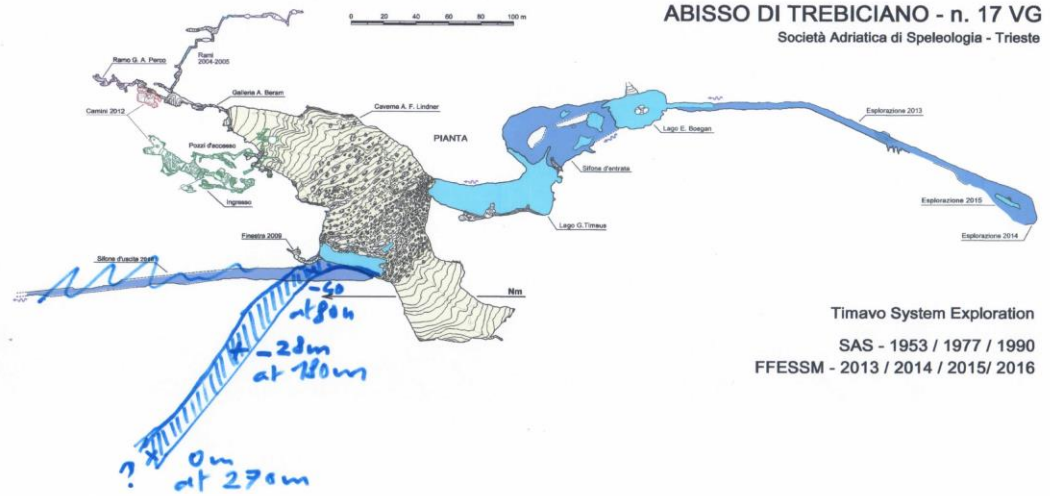 ABISSO DI TREBICIANO - n. 17 VG
Società Adriatica di Speleologia - Trieste
0 20 40 60 80 100 m
Ramo G. A. Perco
Rami
2004-2005
Galleria A. Beram
Camini 2012
Caverna A. F. Lindner
PIANTA
Pozzi d'accesso
Ingresso
Lago E. Boegan
Sifone d'entrata
Esplorazione 2013
Esplorazione 2015
Esplorazione 2014
Lago G.Timeus
Finestra 2009
Sifone d'uscita
Nm
-50
at 80m
-28m
at 180m
0m
at 270m
?
Timavo System Exploration
SAS - 1953 / 1977 / 1990
FFESSM - 2013 / 2014 / 2015/ 2016